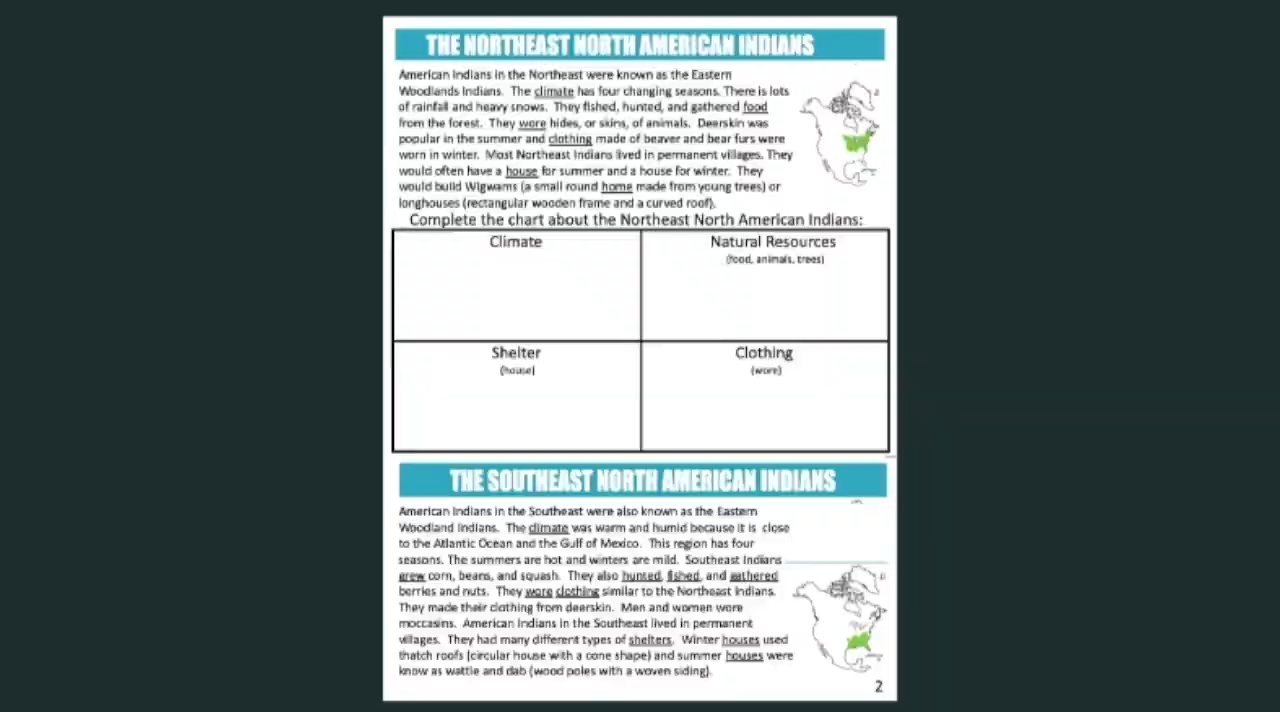 THE NORTHEAST NORTH AMERICAN INDIANS
American Indians in the Northeast were known as the Eastern
Woodlands Indians. The climate has four changing seasons. There is lots
of rainfall and heavy snows. They fished, hunted, and gathered food
from the forest. They wore hides, or skins, of animals. Deerskin was
popular in the summer and clothing made of beaver and bear furs were
worn in winter. Most Northeast Indians lived in permanent villages. They
would often have a house for summer and a house for winter. They
would build Wigwams (a small round home made from young trees) or
longhouses (rectangular wooden frame and a curved roof).
Complete the chart about the Northeast North American Indians:
Climate
Natural Resources
(food, animals, trees)
Shelter
(house)
Clothing
(wore)
THE SOUTHEAST NORTH AMERICAN INDIANS
American Indians in the Southeast were also known as the Eastern
Woodland Indians. The climate was warm and humid because it is close
to the Atlantic Ocean and the Gulf of Mexico. This region has four
seasons. The summers are hot and winters are mild. Southeast Indians
grew corn, beans, and squash. They also hunted, fished, and gathered
berries and nuts. They wore clothing similar to the Northeast Indians.
They made their clothing from deerskin. Men and women wore
moccasins. American Indians in the Southeast lived in permanent
villages. They had many different types of shelters. Winter houses used
thatch roofs (circular house with a cone shape) and summer houses were
know as wattle and dab (wood poles with a woven siding).
2